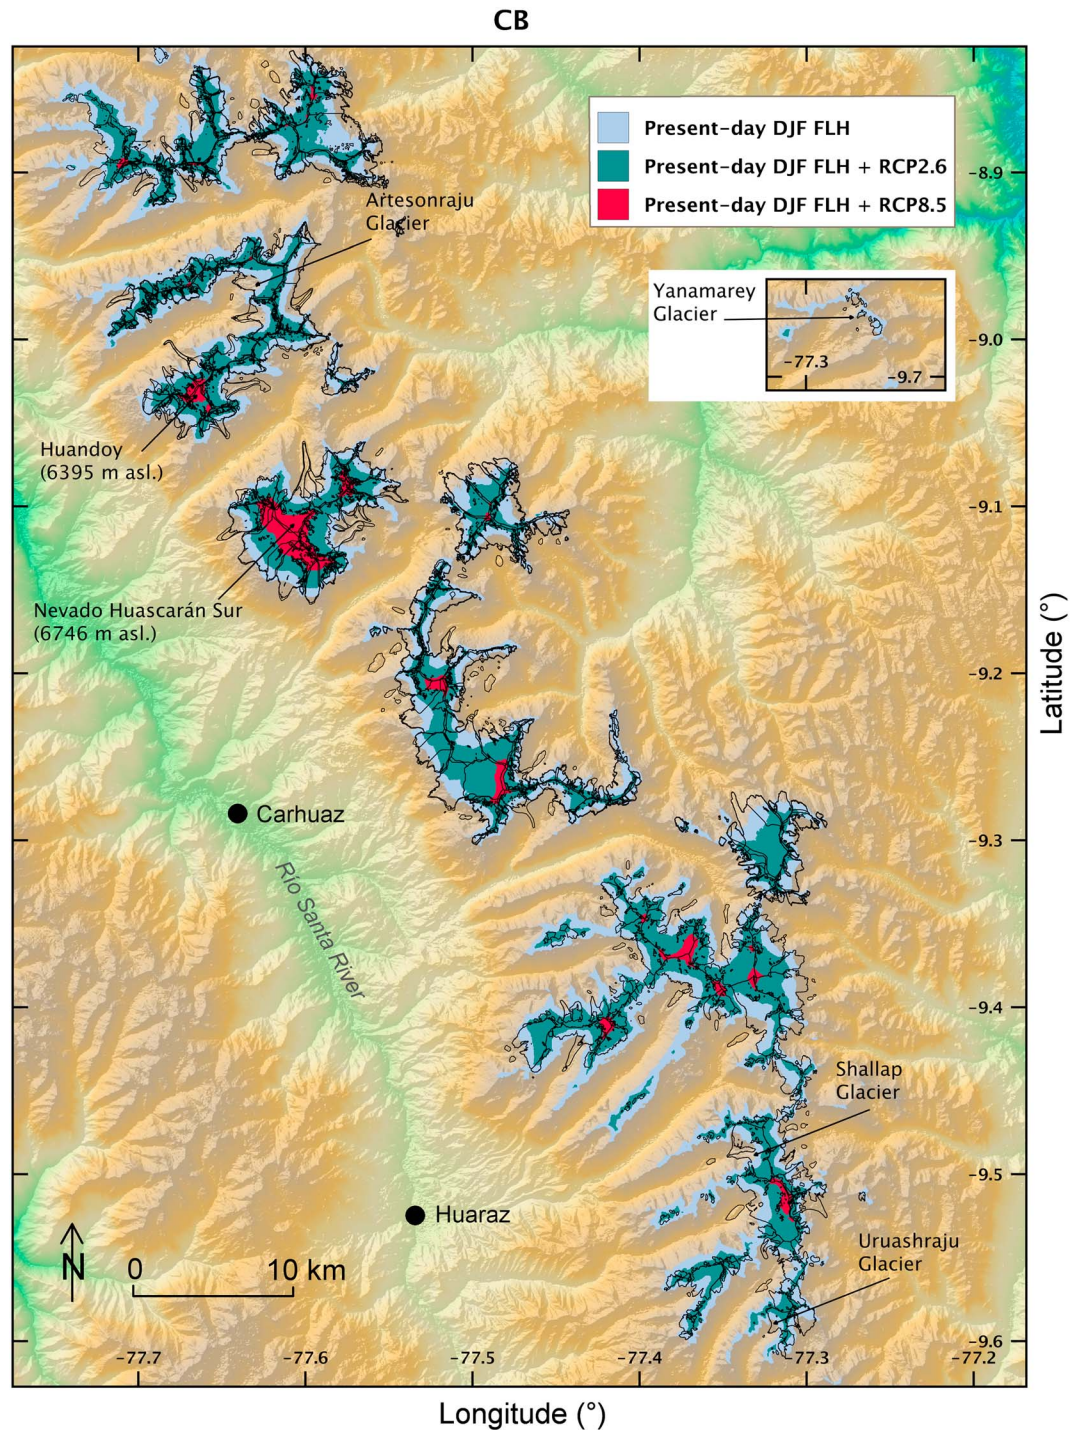 CB
Present-day DJF FLH
Present-day DJF FLH + RCP2.6
Present-day DJF FLH + RCP8.5
Artesonraju
Glacier
Yanamarey
Glacier
-77.3
-9.7
Huandoy
(6395 m asl.)
Nevado Huascarán Sur
(6746 m asl.)
Carhuaz
Río Santa River
Shallap
Glacier
Huaraz
Uruashraju
Glacier
N
0 10 km
-8.9
-9.0
-9.1
-9.2
-9.3
-9.4
-9.5
-9.6
Latitude (°)
-77.7 -77.6 -77.5 -77.4 -77.3 -77.2
Longitude (°)